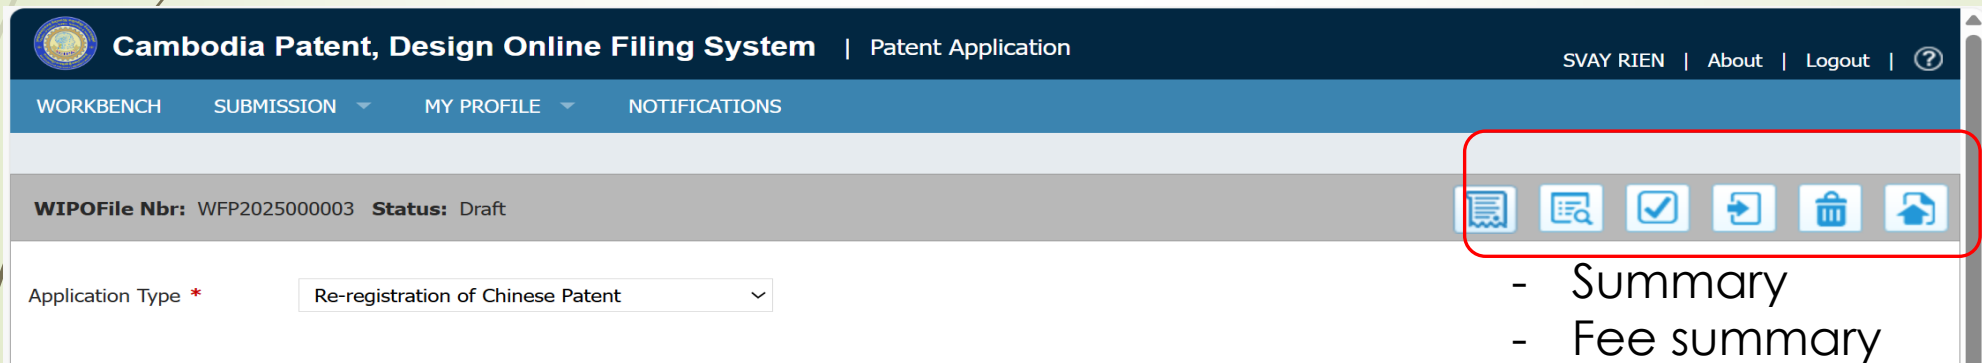 Cambodia Patent, Design Online Filing System | Patent Application
SVAY RIEN | About | Logout | ?
WORKBENCH SUBMISSION MY PROFILE NOTIFICATIONS
WIPOFile Nbr: WFP2025000003 Status: Draft
Application Type * Re-registration of Chinese Patent
- Summary
- Fee summary